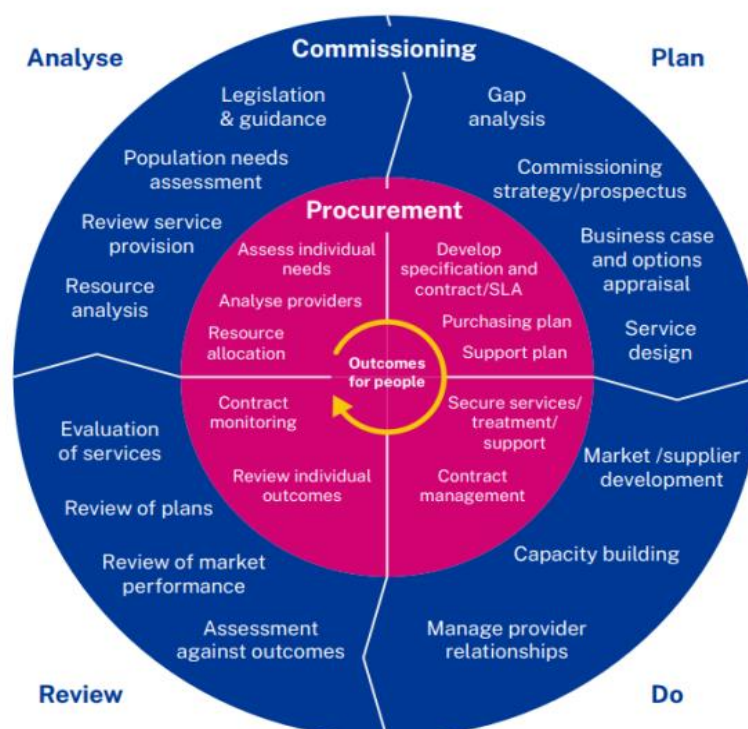 Analyse
Commissioning
Plan
Legislation
& guidance
Population needs
assessment
Review service
provision
Resource
analysis
Gap
analysis
Commissioning
strategy/prospectus
Business case
and options
appraisal
Service
design
Procurement
Assess individual
needs
Analyse providers
Resource
allocation
Develop
specification and
contract/SLA
Purchasing plan
Support plan
Outcomes
for people
Contract
monitoring
Review individual
outcomes
Secure services/
treatment/
support
Contract
management
Evaluation
of services
Review of plans
Review of market
performance
Assessment
against outcomes
Market /supplier
development
Capacity building
Manage provider
relationships
Review
Do